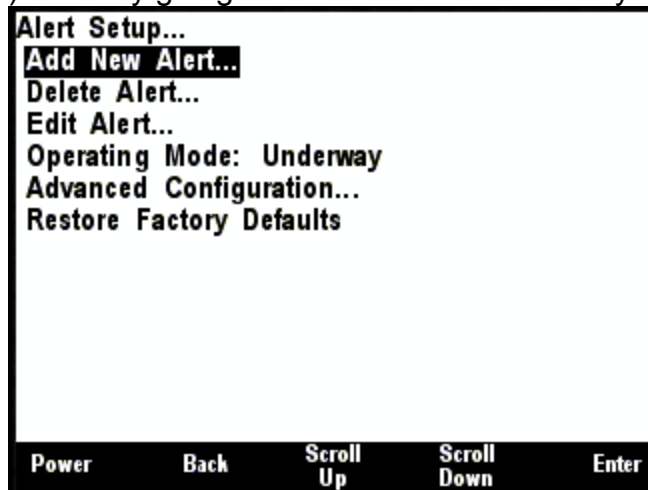 Alert Setup...
Add New Alert...
Delete Alert...
Edit Alert...
Operating Mode: Underway
Advanced Configuration...
Restore Factory Defaults
Power Back Scroll Up Scroll Down Enter